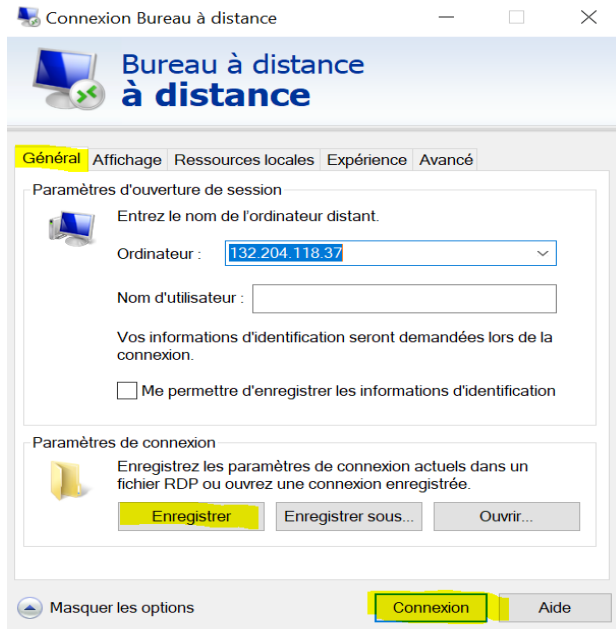 Connexion Bureau à distance
Bureau à distance
à distance
Général Affichage Ressources locales Expérience Avancé
Paramètres d'ouverture de session
Entrez le nom de l'ordinateur distant.
Ordinateur : 132.204.118.37
Nom d'utilisateur :
Vos informations d'identification seront demandées lors de la
connexion.
Me permettre d'enregistrer les informations d'identification
Paramètres de connexion
Enregistrez les paramètres de connexion actuels dans un
fichier RDP ou ouvrez une connexion enregistrée.
Enregistrer Enregistrer sous... Ouvrir...
Masquer les options Connexion Aide